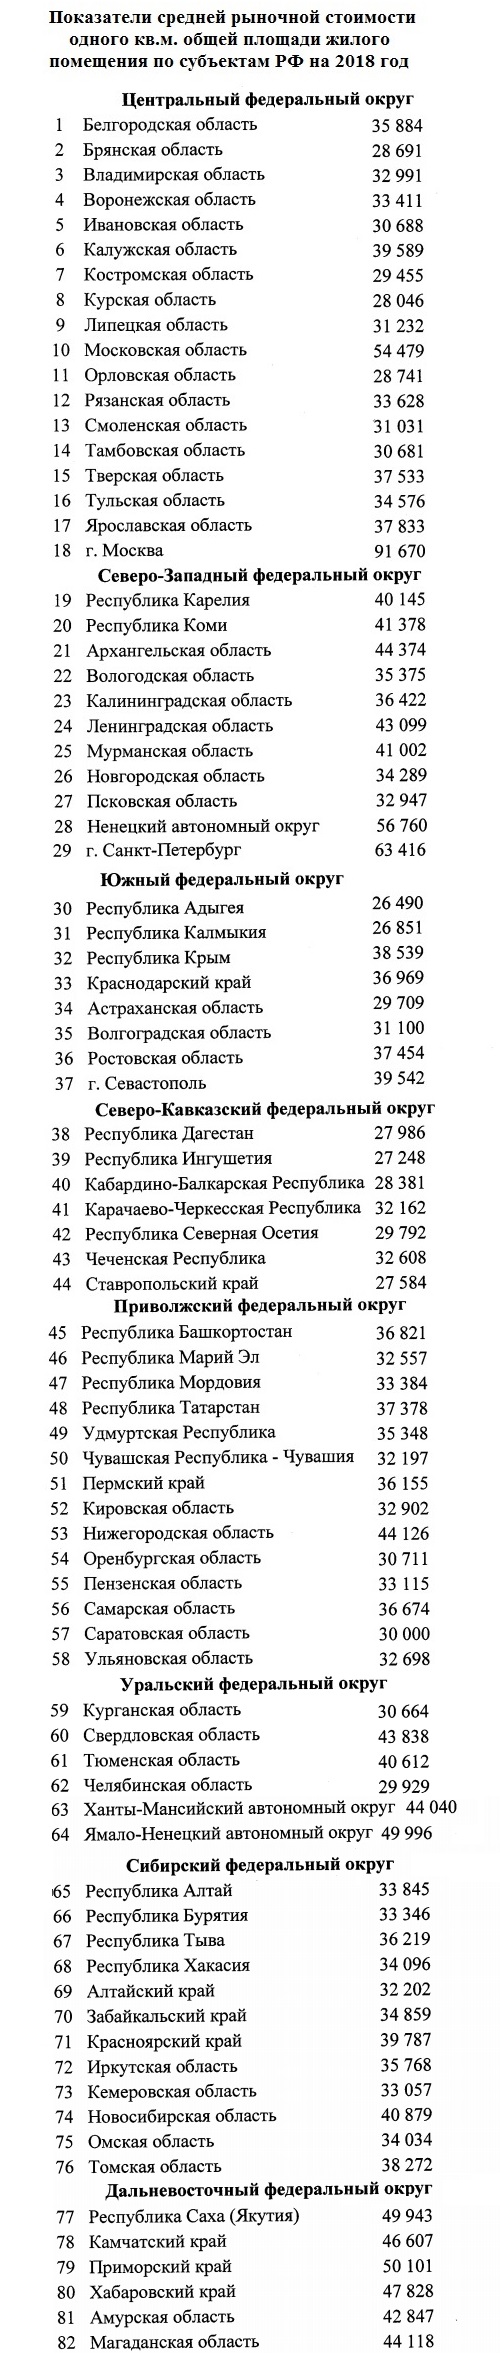 Показатели средней рыночной стоимости
одного кв.м. общей площади жилого
помещения по субъектам РФ на 2018 год
Центральный федеральный округ
1 Белгородская область 35 884
2 Брянская область 28 691
3 Владимирская область 32 991
4 Воронежская область 33 411
5 Ивановская область 30 688
6 Калужская область 39 589
7 Костромская область 29 455
8 Курская область 28 046
9 Липецкая область 31 232
10 Московская область 54 479
11 Орловская область 28 741
12 Рязанская область 33 628
13 Смоленская область 31 031
14 Тамбовская область 30 681
15 Тверская область 37 533
16 Тульская область 34 576
17 Ярославская область 37 833
18 г. Москва 91 670
Северо-Западный федеральный округ
19 Республика Карелия 40 145
20 Республика Коми 41 378
21 Архангельская область 44 374
22 Вологодская область 35 375
23 Калининградская область 36 422
24 Ленинградская область 43 099
25 Мурманская область 41 002
26 Новгородская область 34 289
27 Псковская область 32 947
28 Ненецкий автономный округ 56 760
29 г. Санкт-Петербург 63 416
Южный федеральный округ
30 Республика Адыгея 26 490
31 Республика Калмыкия 26 851
32 Республика Крым 38 539
33 Краснодарский край 36 969
34 Астраханская область 29 709
35 Волгоградская область 31 100
36 Ростовская область 37 454
37 г. Севастополь 39 542
Северо-Кавказский федеральный округ
38 Республика Дагестан 27 986
39 Республика Ингушетия 27 248
40 Кабардино-Балкарская Республика 28 381
41 Карачаево-Черкесская Республика 32 162
42 Республика Северная Осетия 29 792
43 Чеченская Республика 32 608
44 Ставропольский край 27 584
Приволжский федеральный округ
45 Республика Башкортостан 36 821
46 Республика Марий Эл 32 557
47 Республика Мордовия 33 384
48 Республика Татарстан 37 378
49 Удмуртская Республика 35 348
50 Чувашская Республика - Чувашия 32 197
51 Пермский край 36 155
52 Кировская область 32 902
53 Нижегородская область 44 126
54 Оренбургская область 30 711
55 Пензенская область 33 115
56 Самарская область 36 674
57 Саратовская область 30 000
58 Ульяновская область 32 698
Уральский федеральный округ
59 Курганская область 30 664
60 Свердловская область 43 838
61 Тюменская область 40 612
62 Челябинская область 29 929
63 Ханты-Мансийский автономный округ 44 040
64 Ямало-Ненецкий автономный округ 49 996
Сибирский федеральный округ
65 Республика Алтай 33 845
66 Республика Бурятия 33 346
67 Республика Тыва 36 219
68 Республика Хакасия 34 096
69 Алтайский край 32 202
70 Забайкальский край 34 859
71 Красноярский край 39 787
72 Иркутская область 35 768
73 Кемеровская область 33 057
74 Новосибирская область 40 879
75 Омская область 34 034
76 Томская область 38 272
Дальневосточный федеральный округ
77 Республика Саха (Якутия) 49 943
78 Камчатский край 46 607
79 Приморский край 50 101
80 Хабаровский край 47 828
81 Амурская область 42 847
82 Магаданская область 44 118